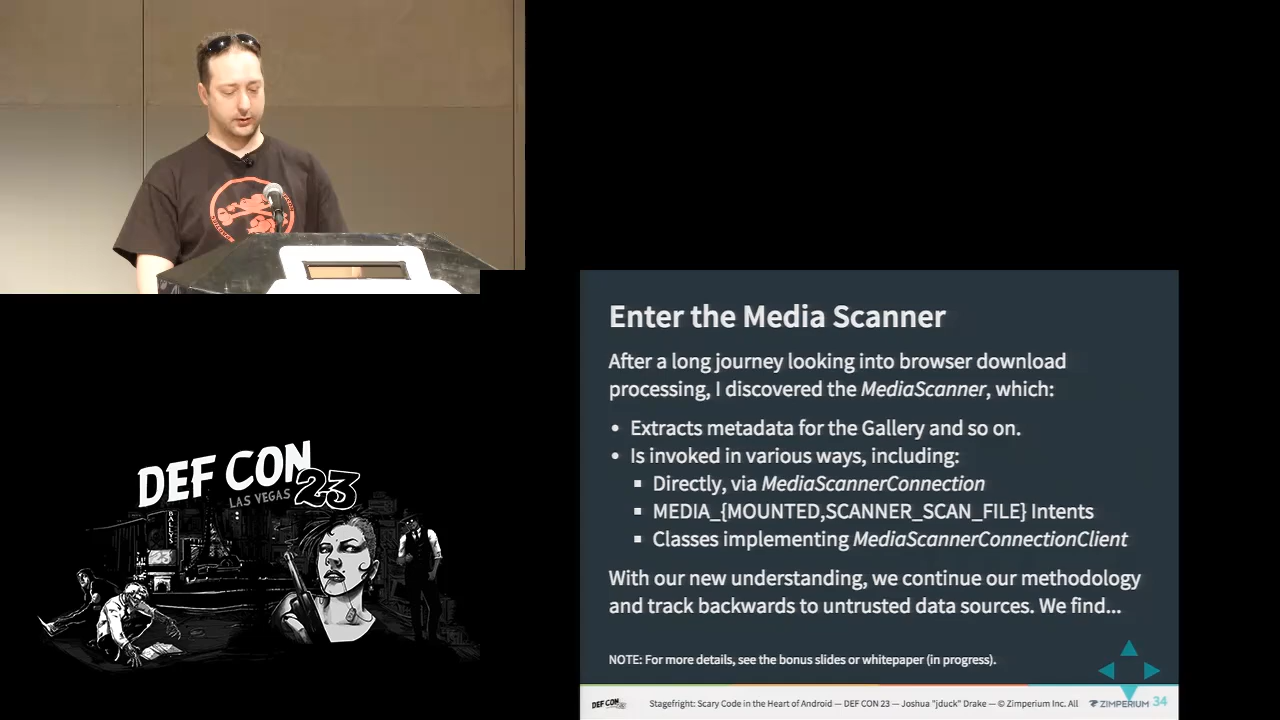 Enter the Media Scanner
After a long journey looking into browser download
processing, I discovered the MediaScanner, which:
• Extracts metadata for the Gallery and so on.
• Is invoked in various ways, including:
▪ Directly, via MediaScannerConnection
▪ MEDIA_{MOUNTED,SCANNER_SCAN_FILE} Intents
▪ Classes implementing MediaScannerConnectionClient
With our new understanding, we continue our methodology
and track backwards to untrusted data sources. We find...
NOTE: For more details, see the bonus slides or whitepaper (in progress).
DEF CON
Stagefright: Scary Code in the Heart of Android — DEF CON 23 — Joshua "jduck" Drake — © Zimperium Inc. All
ZIMPERIUM
34
DEF CON
LAS VEGAS 23
BALLYS
23